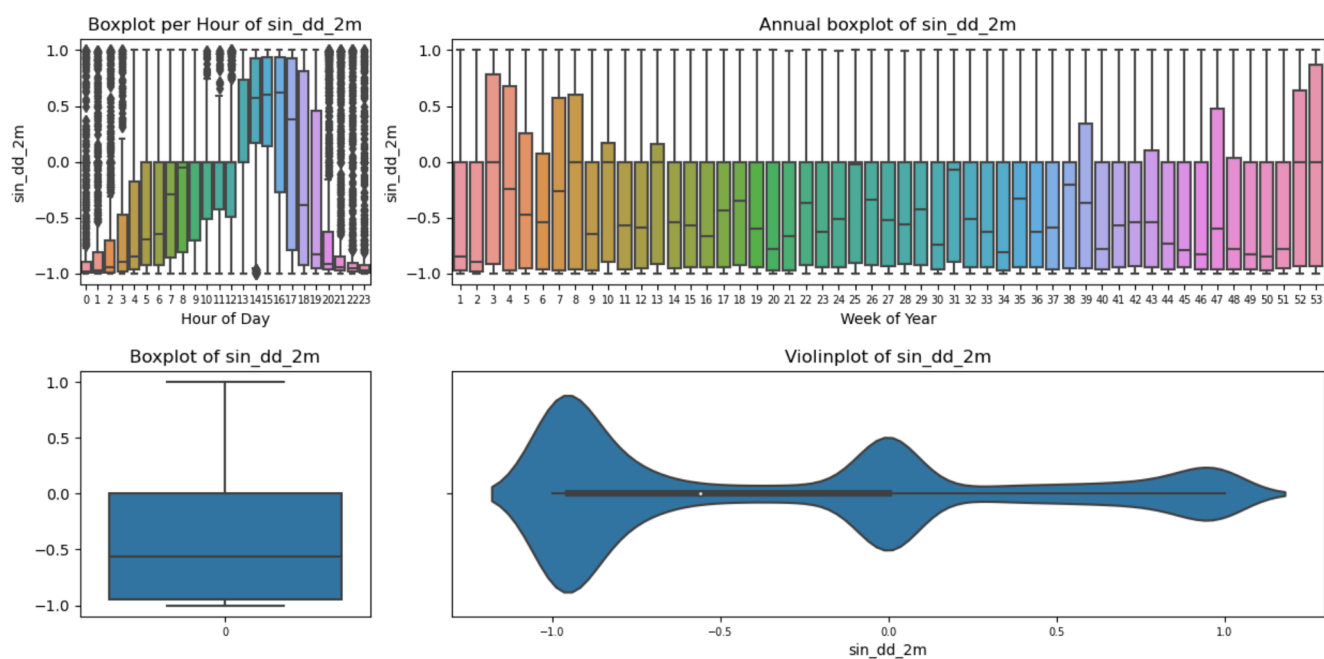 Boxplot per Hour of sin_dd_2m
sin_dd_2m
1.0
0.5
0.0
−0.5
−1.0
0 1 2 3 4 5 6 7 8 9 10 11 12 13 14 15 16 17 18 19 20 21 22 23
Hour of Day
Annual boxplot of sin_dd_2m
sin_dd_2m
1.0
0.5
0.0
−0.5
−1.0
1 2 3 4 5 6 7 8 9 10 11 12 13 14 15 16 17 18 19 20 21 22 23 24 25 26 27 28 29 30 31 32 33 34 35 36 37 38 39 40 41 42 43 44 45 46 47 48 49 50 51 52 53
Week of Year
Boxplot of sin_dd_2m
1.0
0.5
0.0
−0.5
−1.0
0
Violinplot of sin_dd_2m
−1.0 −0.5 0.0 0.5 1.0
sin_dd_2m